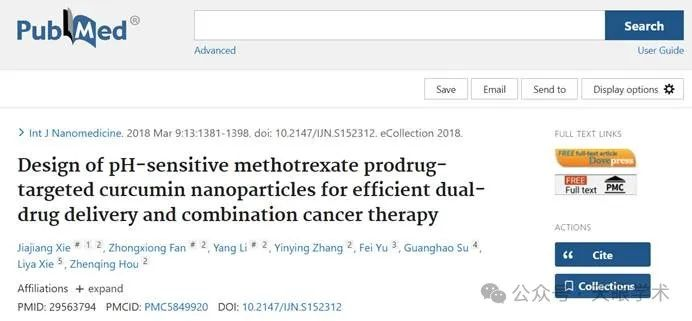 PubMed®
Search
Advanced
User Guide
Save
Email
Send to
Display options
> Int J Nanomedicine. 2018 Mar 9:13:1381-1398. doi: 10.2147/IJN.S152312. eCollection 2018.
Design of pH-sensitive methotrexate prodrug-
targeted curcumin nanoparticles for efficient dual-
drug delivery and combination cancer therapy
Jiajiang Xie # 1 2, Zhongxiong Fan # 2, Yang Li # 2, Yinying Zhang 2, Fei Yu 3, Guanghao Su 4,
Liya Xie 5, Zhenqing Hou 2
Affiliations + expand
PMID: 29563794 PMCID: PMC5849920 DOI: 10.2147/IJN.S152312
FULL TEXT LINKS
FREE full-text article
Dovepress
FREE
Full text PMC
ACTIONS
Cite
Collections
公众号 · 天眼学术